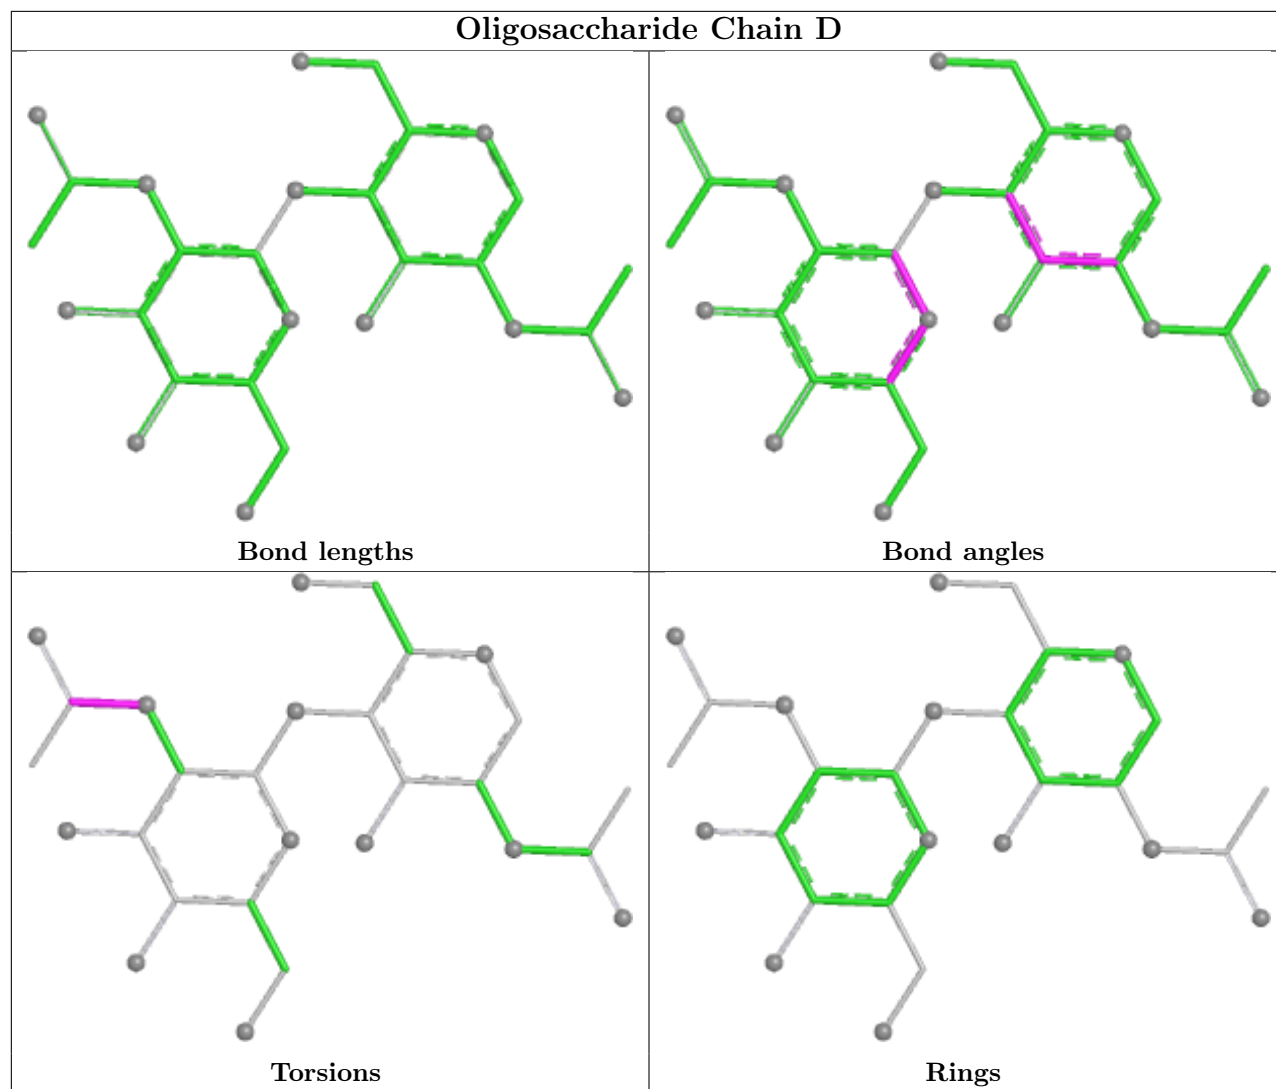 Oligosaccharide Chain D
Bond lengths
Bond angles
Torsions
Rings